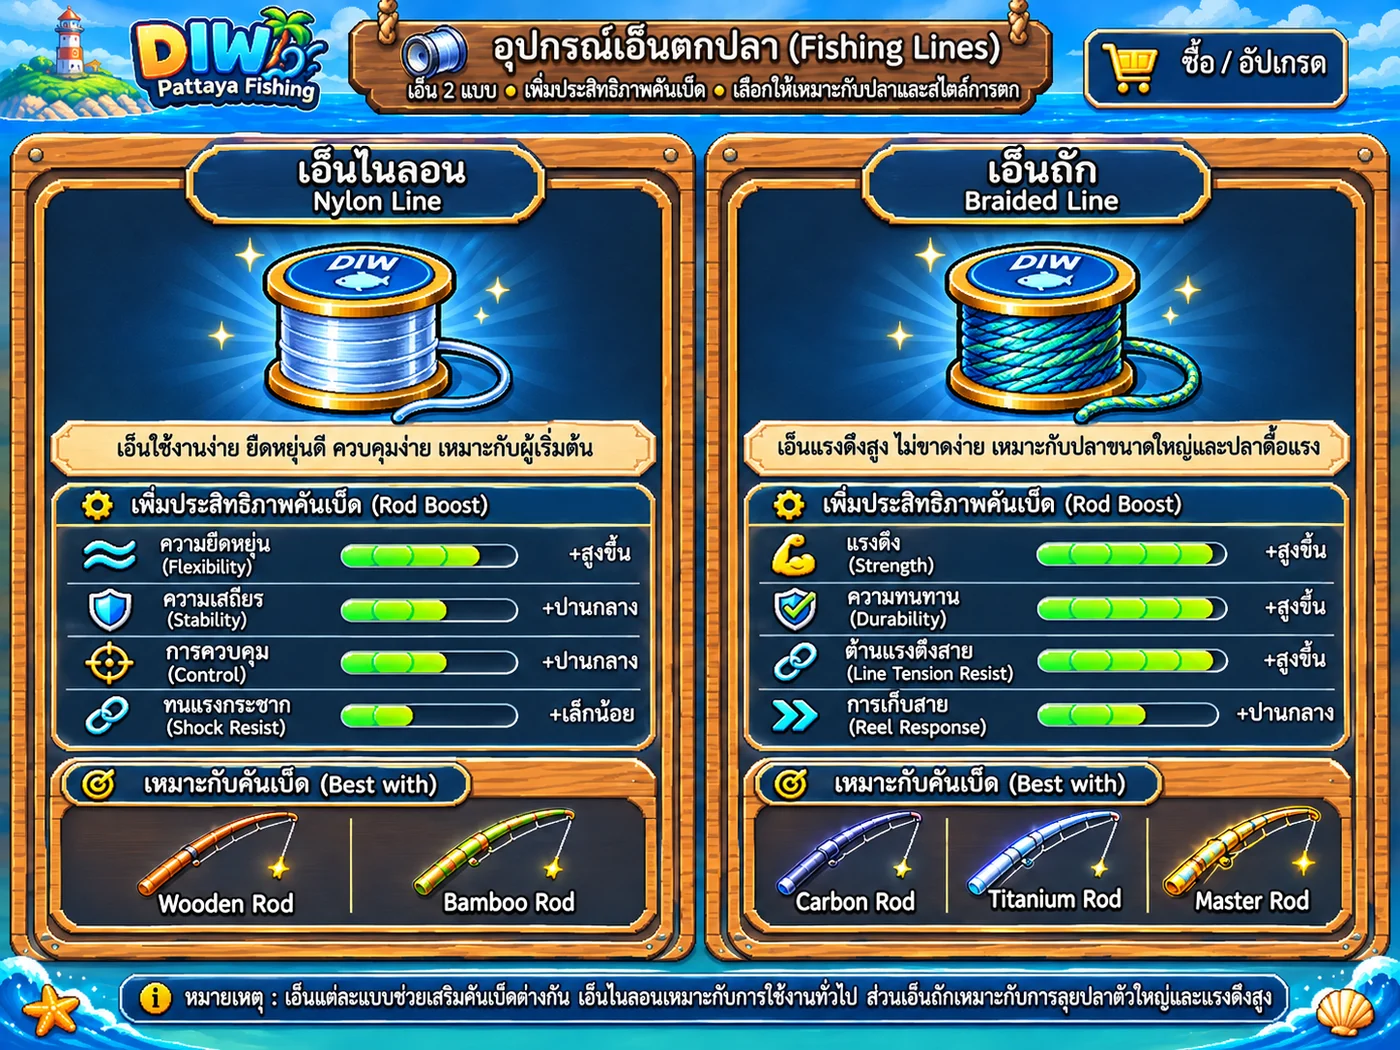 DIW
Pattaya Fishing
อุปกรณ์เอ็นตกปลา (Fishing Lines)
เอ็น 2 แบบ • เพิ่มประสิทธิภาพคันเบ็ด • เลือกให้เหมาะกับปลาและสไตล์การตก
ซื้อ / อัปเกรด
เอ็นไนลอน
Nylon Line
DIW
เอ็นใช้งานง่าย ยืดหยุ่นดี ควบคุมง่าย เหมาะกับผู้เริ่มต้น
เพิ่มประสิทธิภาพคันเบ็ด (Rod Boost)
ความยืดหยุ่น
(Flexibility)
+สูงขึ้น
ความเสถียร
(Stability)
+ปานกลาง
การควบคุม
(Control)
+ปานกลาง
ทนแรงกระชาก
(Shock Resist)
+เล็กน้อย
เหมาะกับคันเบ็ด (Best with)
Wooden Rod
Bamboo Rod
เอ็นถัก
Braided Line
DIW
เอ็นแรงดึงสูง ไม่ขาดง่าย เหมาะกับปลาขนาดใหญ่และปลาดื้อแรง
เพิ่มประสิทธิภาพคันเบ็ด (Rod Boost)
แรงดึง
(Strength)
+สูงขึ้น
ความทนทาน
(Durability)
+สูงขึ้น
ต้านแรงตึงสาย
(Line Tension Resist)
+สูงขึ้น
การเก็บสาย
(Reel Response)
+ปานกลาง
เหมาะกับคันเบ็ด (Best with)
Carbon Rod
Titanium Rod
Master Rod
หมายเหตุ : เอ็นแต่ละแบบช่วยเสริมคันเบ็ดต่างกัน เอ็นไนลอนเหมาะกับการใช้งานทั่วไป ส่วนเอ็นถักเหมาะกับการลุยปลาตัวใหญ่และแรงดึงสูง